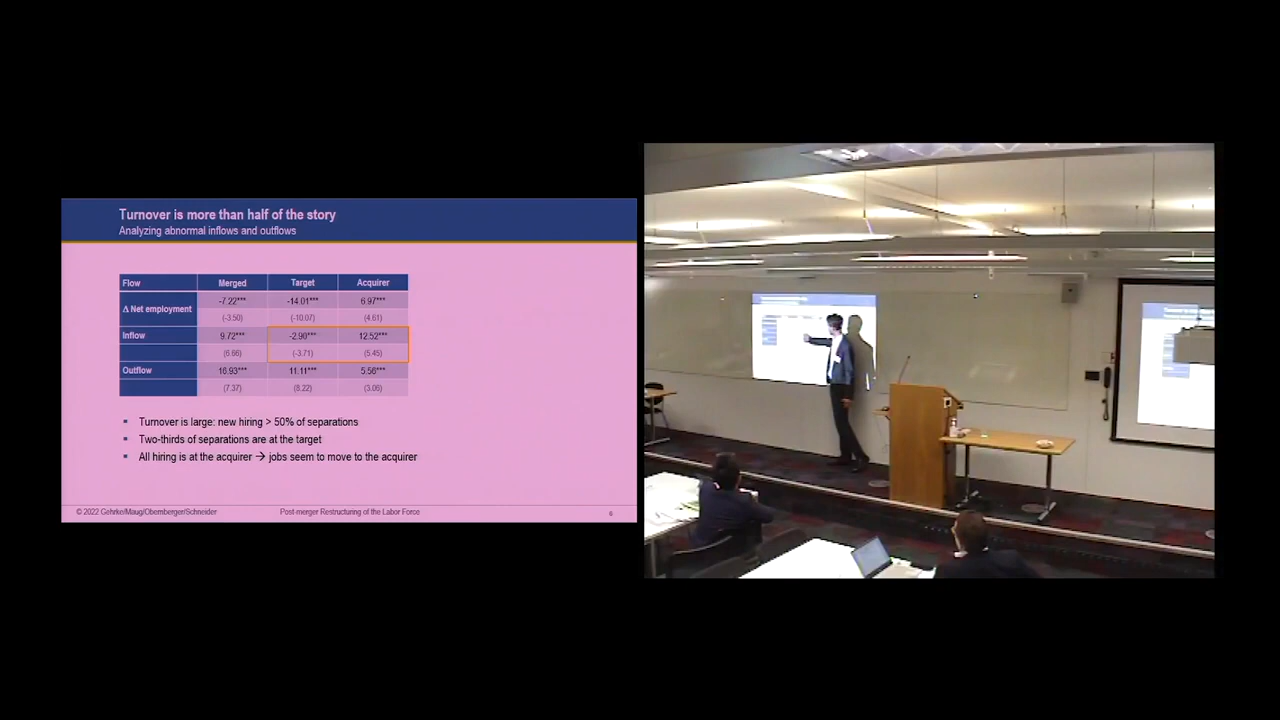 Turnover is more than half of the story
Analyzing abnormal inflows and outflows
Flow Merged Target Acquirer
Δ Net employment -7.22*** -14.01*** 6.97***
(-3.50) (-10.07) (4.61)
Inflow 9.72*** -2.90*** 12.52***
(6.66) (-3.71) (5.45)
Outflow 16.93*** 11.11*** 5.56***
(7.37) (8.22) (3.06)
▪ Turnover is large: new hiring > 50% of separations
▪ Two-thirds of separations are at the target
▪ All hiring is at the acquirer → jobs seem to move to the acquirer
© 2022 Gehrke/Maug/Obernberger/Schneider Post-merger Restructuring of the Labor Force 6